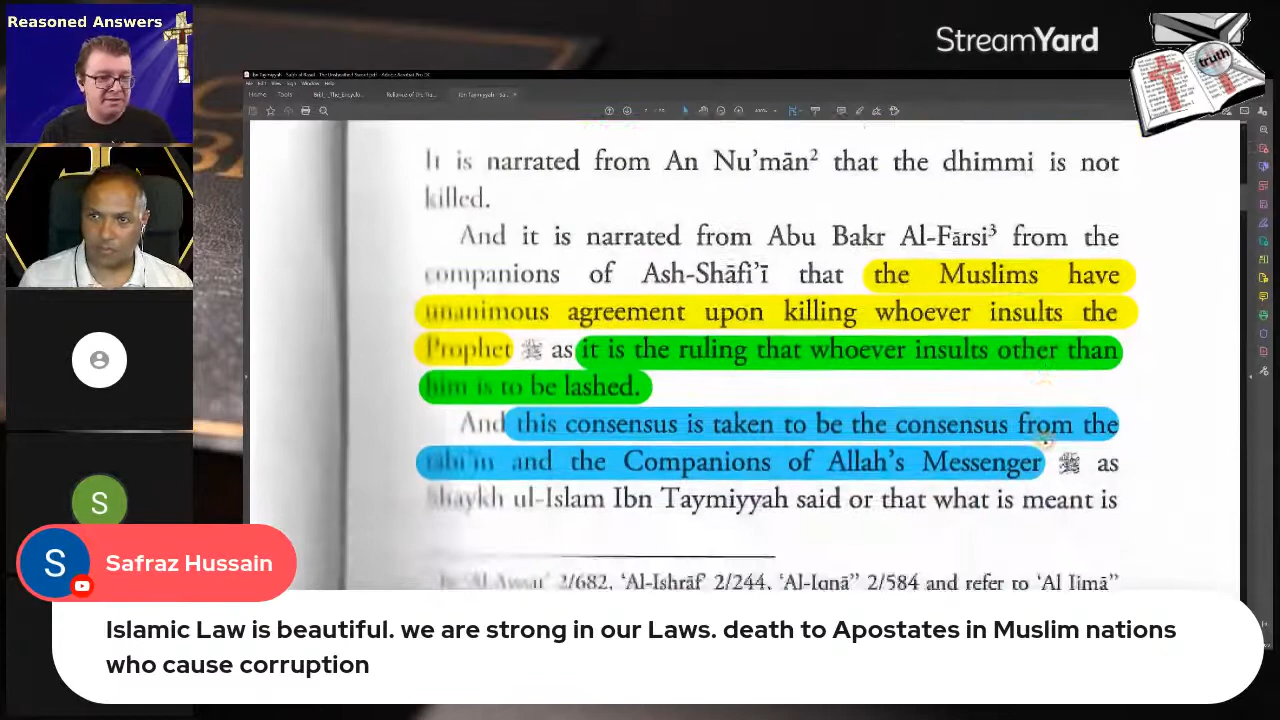 Reasoned Answers
StreamYard
truth
It is narrated from An Nu'mān² that the dhimmi is not
killed.
And it is narrated from Abu Bakr Al-Fārsi³ from the
companions of Ash-Shāfi'ī that the Muslims have
unanimous agreement upon killing whoever insults the
Prophet ﷺ as it is the ruling that whoever insults other than
him is to be lashed.
And this consensus is taken to be the consensus from the
tabi'in and the Companions of Allah's Messenger ﷺ as
Shaykh ul-Islam Ibn Taymiyyah said or that what is meant is
2/682, 'Al-Ishrāf' 2/244, 2/584 and refer to
S
S
Safraz Hussain
Islamic Law is beautiful. we are strong in our Laws. death to Apostates in Muslim nations
who cause corruption